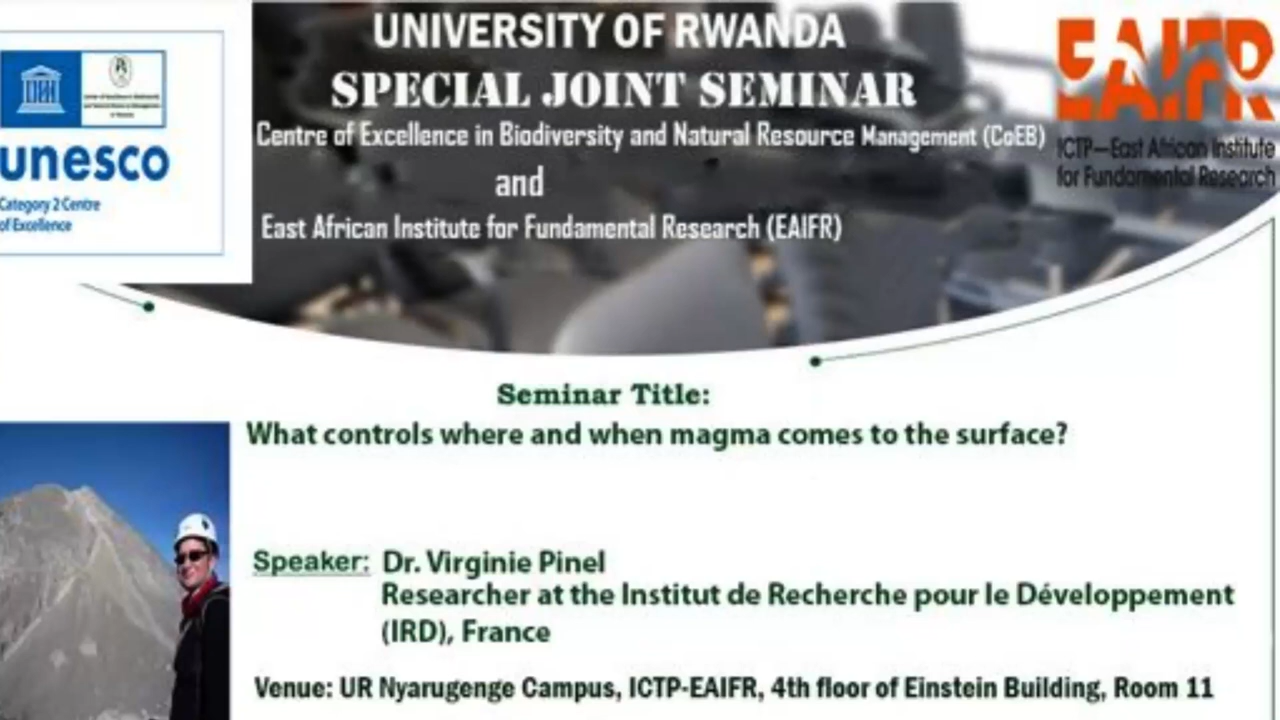 UNIVERSITY OF RWANDA
SPECIAL JOINT SEMINAR
Centre of Excellence in Biodiversity and Natural Resource Management (CoEB)
and
East African Institute for Fundamental Research (EAIFR)
unesco
Category 2 Centre
of Excellence
EAIFR
ICTP—East African Institute
for Fundamental Research
Seminar Title:
What controls where and when magma comes to the surface?
Speaker: Dr. Virginie Pinel
Researcher at the Institut de Recherche pour le Développement
(IRD), France
Venue: UR Nyarugenge Campus, ICTP-EAIFR, 4th floor of Einstein Building, Room 11